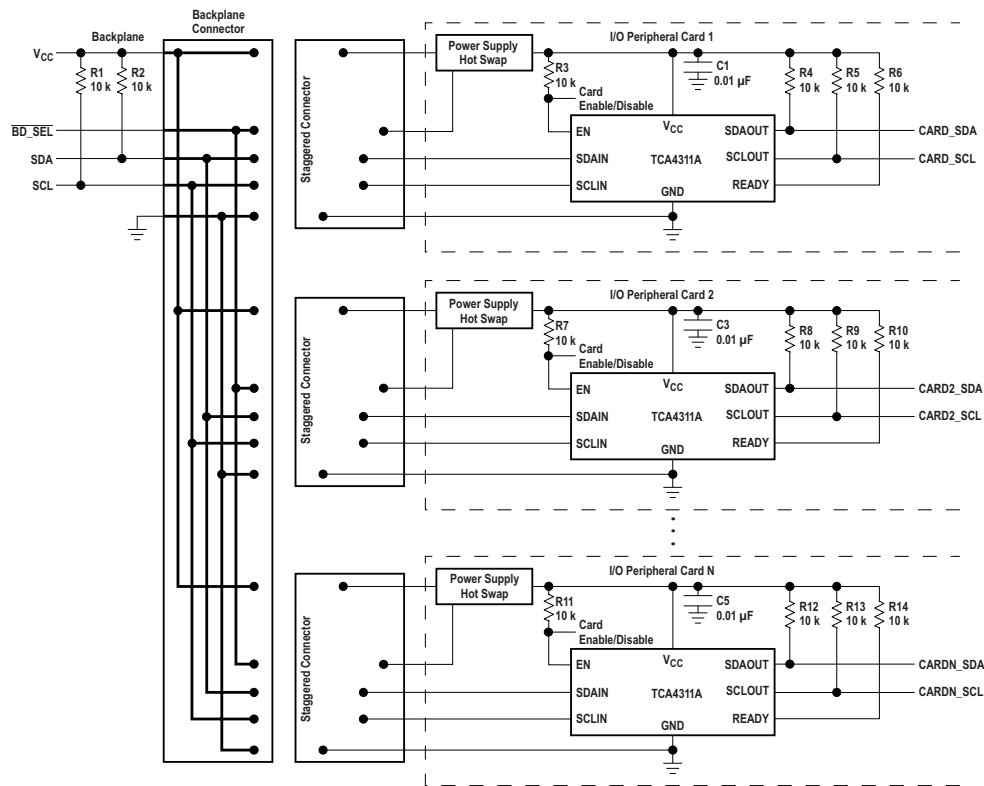 Backplane
Connector
Backplane
VCC
R1
10 k
R2
10 k
BD_SEL
SDA
SCL
Staggered Connector
Power Supply
Hot Swap
I/O Peripheral Card 1
R3
10 k
Card
Enable/Disable
C1
0.01 µF
R4
10 k
R5
10 k
R6
10 k
EN
VCC
SDAOUT
CARD_SDA
SDAIN
TCA4311A
SCLOUT
CARD_SCL
SCLIN
GND
READY
Staggered Connector
Power Supply
Hot Swap
I/O Peripheral Card 2
R7
10 k
Card
Enable/Disable
C3
0.01 µF
R8
10 k
R9
10 k
R10
10 k
EN
VCC
SDAOUT
CARD2_SDA
SDAIN
TCA4311A
SCLOUT
CARD2_SCL
SCLIN
GND
READY
Staggered Connector
Power Supply
Hot Swap
I/O Peripheral Card N
R11
10 k
Card
Enable/Disable
C5
0.01 µF
R12
10 k
R13
10 k
R14
10 k
EN
VCC
SDAOUT
CARDN_SDA
SDAIN
TCA4311A
SCLOUT
CARDN_SCL
SCLIN
GND
READY